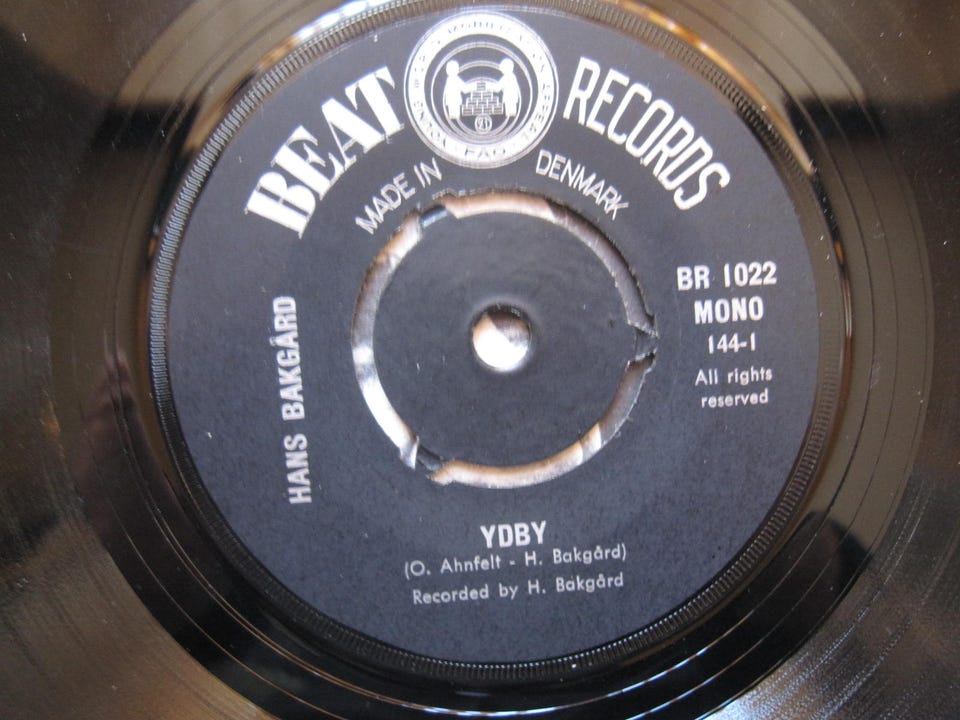 BEAT RECORDS
MADE IN DENMARK
BR 1022
MONO
144-1
All rights
reserved
HANS BAKGÅRD
YDBY
(O. Ahnfelt - H. Bakgård)
Recorded by H. Bakgård